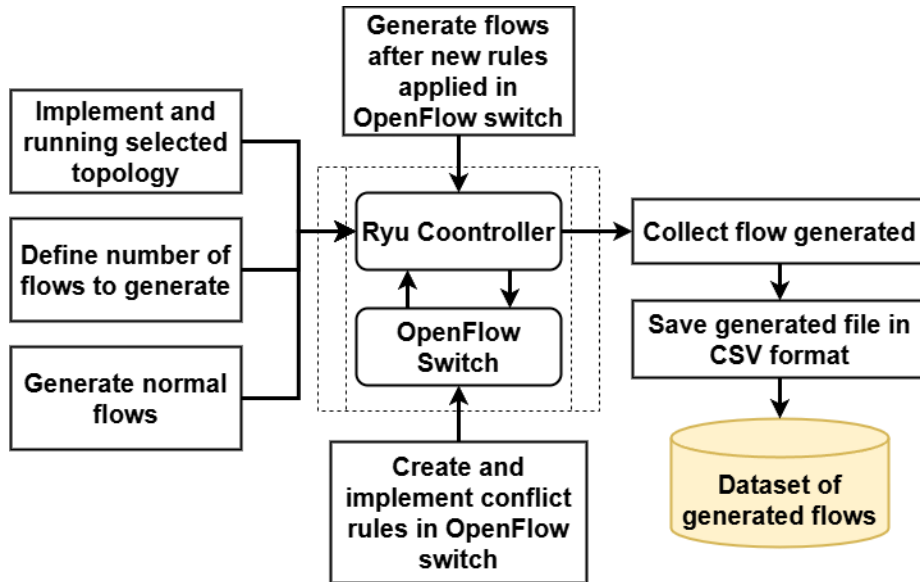 Generate flows
after new rules
applied in
OpenFlow switch
Implement and
running selected
topology
Define number of
flows to generate
Generate normal
flows
Ryu Coontroller
OpenFlow
Switch
Create and
implement conflict
rules in OpenFlow
switch
Collect flow generated
Save generated file in
CSV format
Dataset of
generated flows